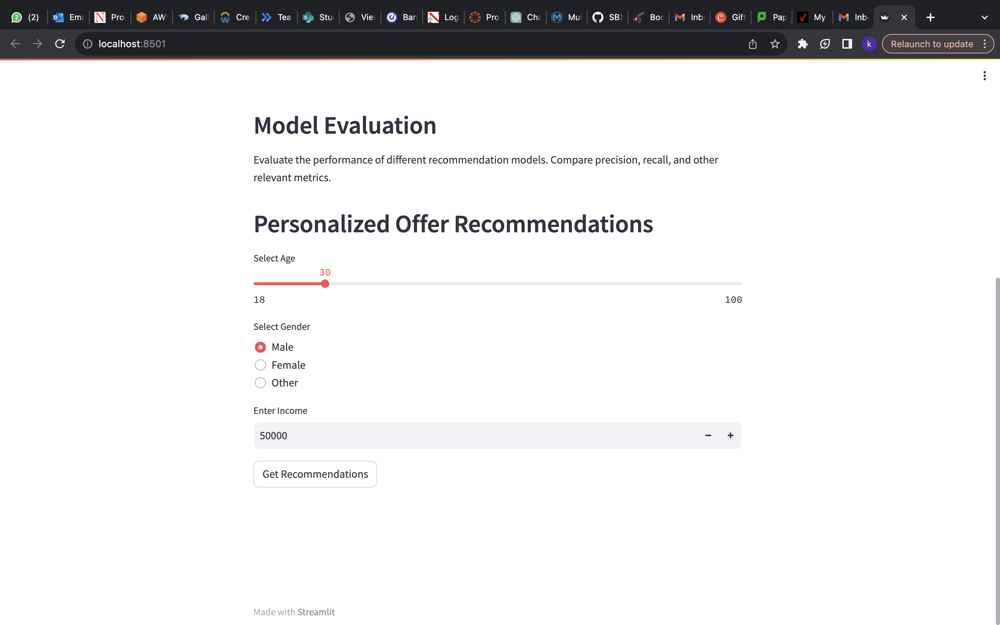 (2) Ema Pro AW Gall Cre Tea Stu Vie Ban Log Pro Cha Mul SBX Boo Inb Gift Pap My Inb
localhost:8501 k Relaunch to update
Model Evaluation
Evaluate the performance of different recommendation models. Compare precision, recall, and other
relevant metrics.
Personalized Offer Recommendations
Select Age
30
18 100
Select Gender
Male
Female
Other
Enter Income
50000 − +
Get Recommendations
Made with Streamlit